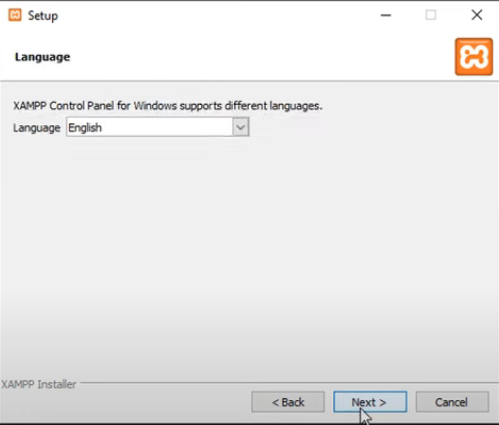 Setup
Language
XAMPP Control Panel for Windows supports different languages.
Language English
XAMPP Installer
< Back Next > Cancel